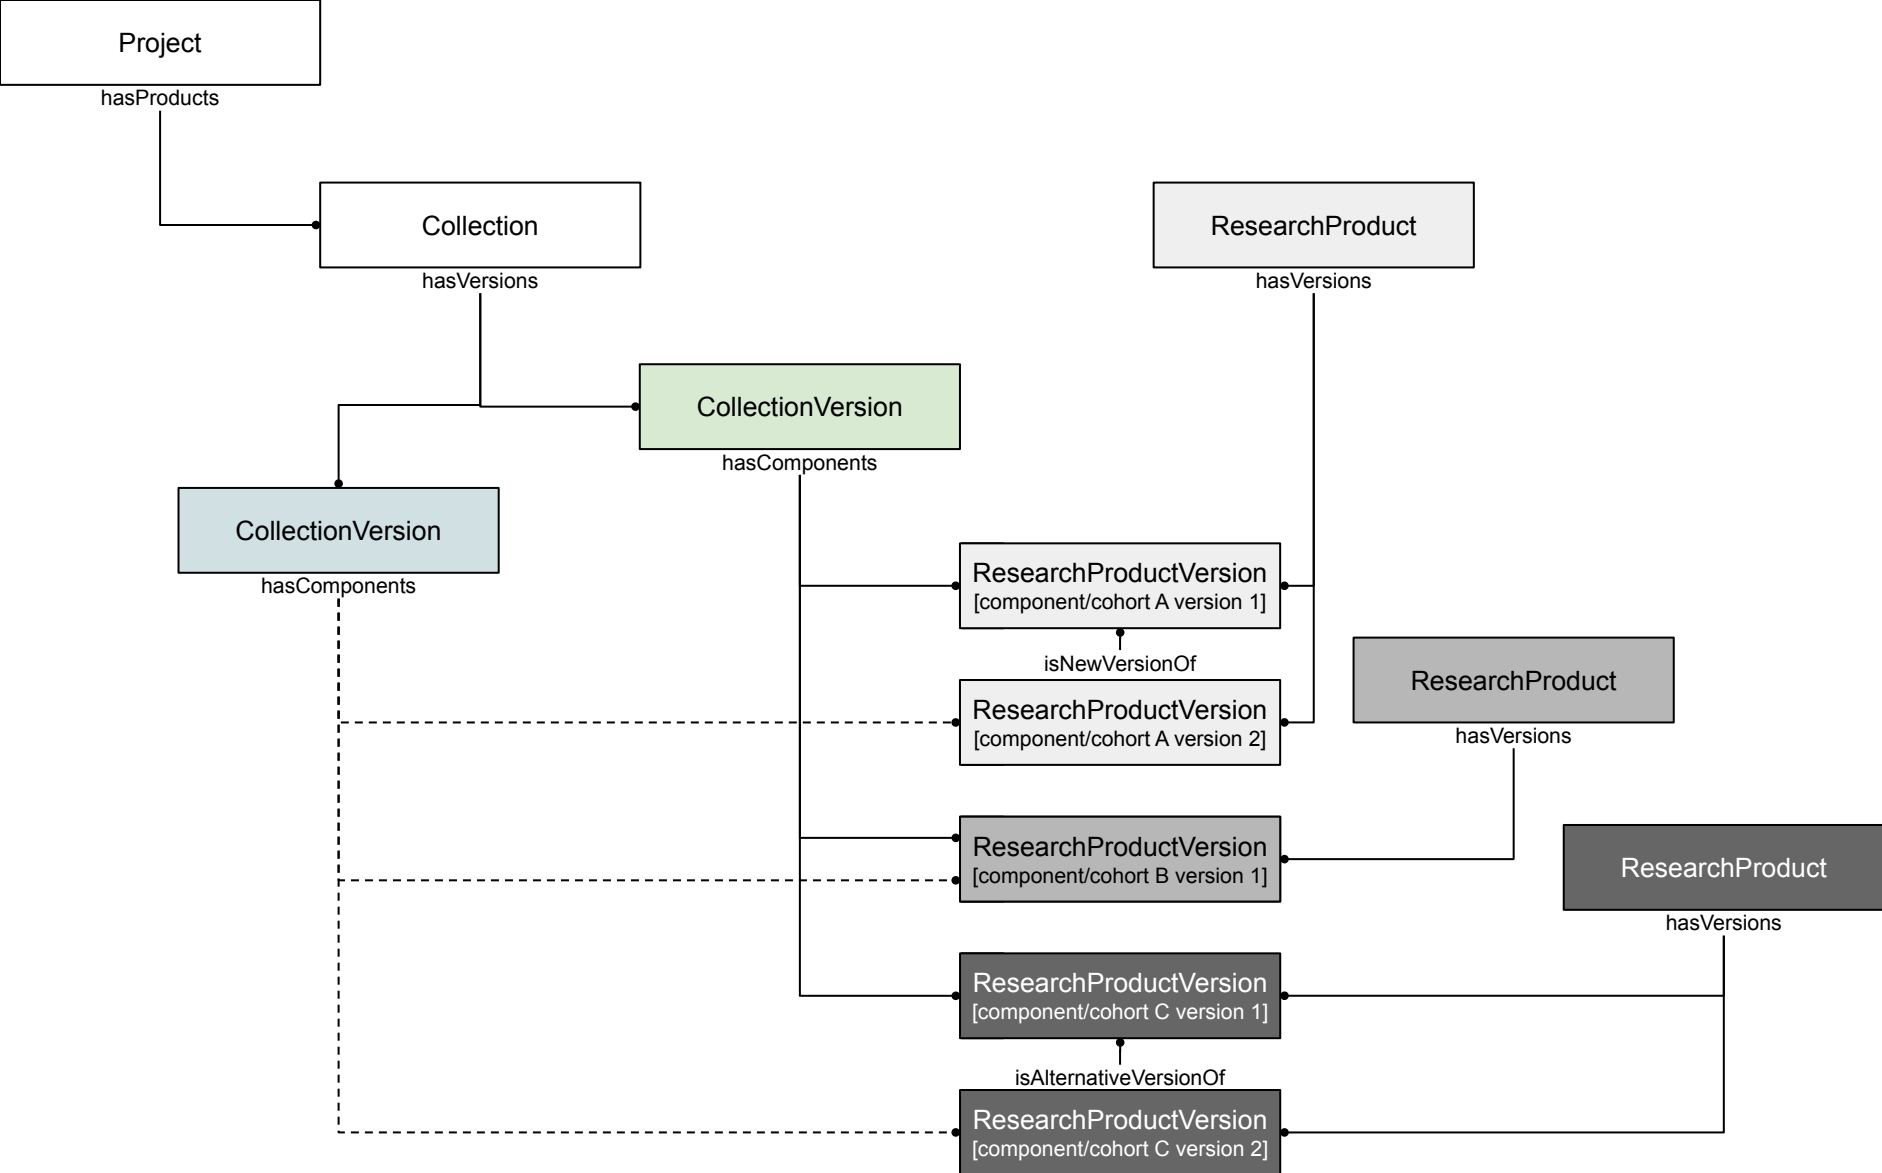 Project
hasProducts
Collection
hasVersions
ResearchProduct
hasVersions
CollectionVersion
hasComponents
CollectionVersion
hasComponents
ResearchProductVersion
[component/cohort A version 1]
isNewVersionOf
ResearchProductVersion
[component/cohort A version 2]
ResearchProduct
hasVersions
ResearchProductVersion
[component/cohort B version 1]
ResearchProduct
hasVersions
ResearchProductVersion
[component/cohort C version 1]
isAlternativeVersionOf
ResearchProductVersion
[component/cohort C version 2]